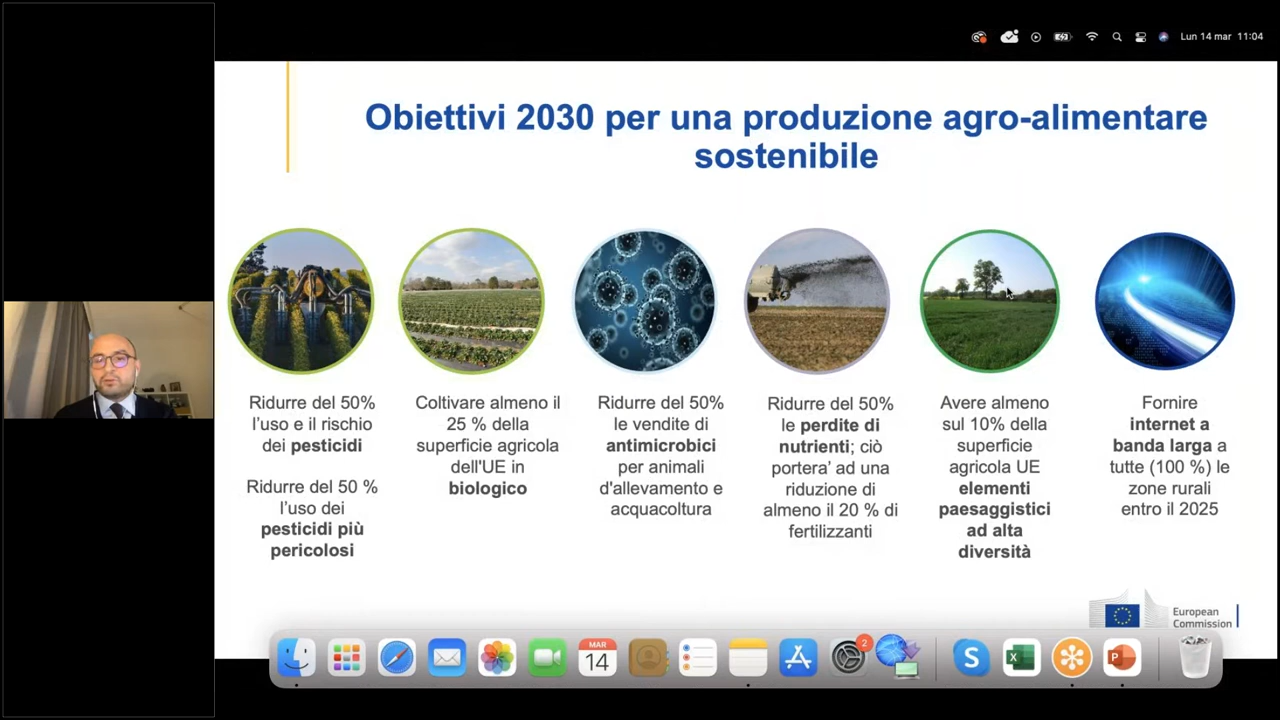 Lun 14 mar 11:04
Obiettivi 2030 per una produzione agro-alimentare
sostenibile
Ridurre del 50%
l'uso e il rischio
dei pesticidi
Ridurre del 50 %
l'uso dei
pesticidi più
pericolosi
Coltivare almeno il
25 % della
superficie agricola
dell'UE in
biologico
Ridurre del 50%
le vendite di
antimicrobici
per animali
d'allevamento e
acquacoltura
Ridurre del 50%
le perdite di
nutrienti; ciò
portera' ad una
riduzione di
almeno il 20 % di
fertilizzanti
Avere almeno
sul 10% della
superficie
agricola UE
elementi
paesaggistici
ad alta
diversità
Fornire
internet a
banda larga a
tutte (100 %) le
zone rurali
entro il 2025
European
Commission
MAR
14
2
S
X
P